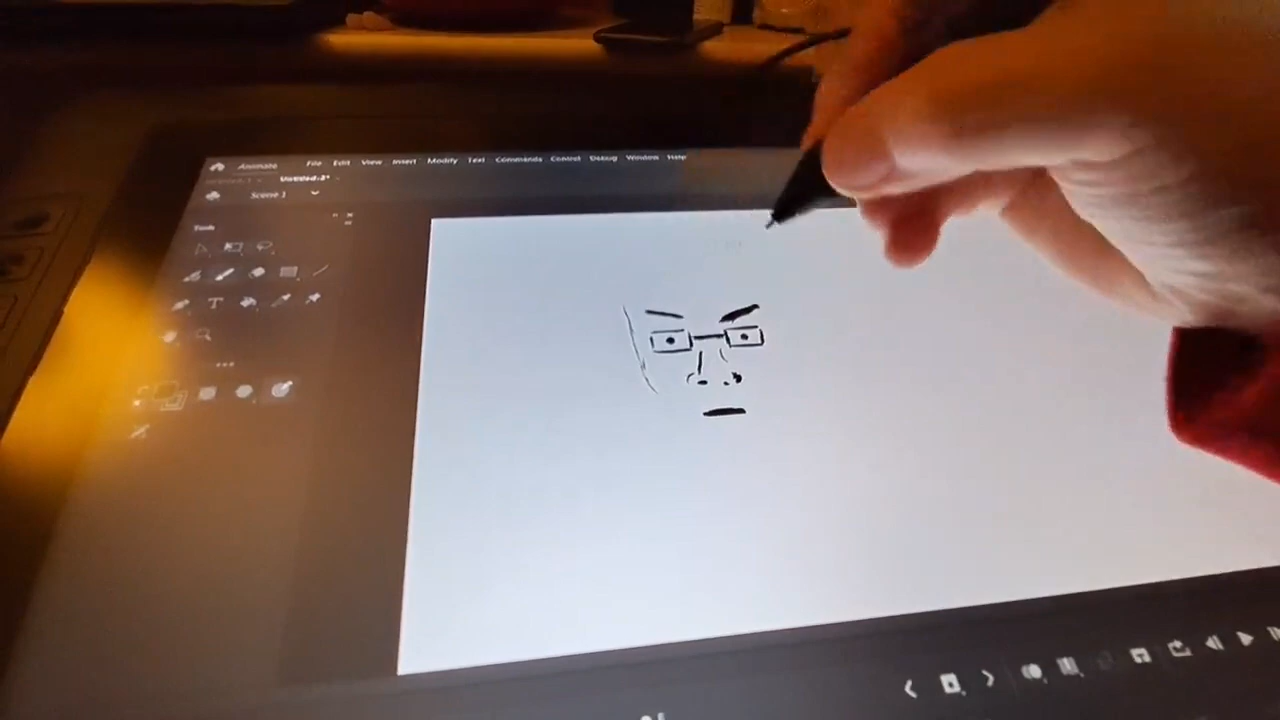 Animate File Edit View Insert Modify Text Commands Control Debug Window Help
Untitled-2*
Scene 1
Tools
T